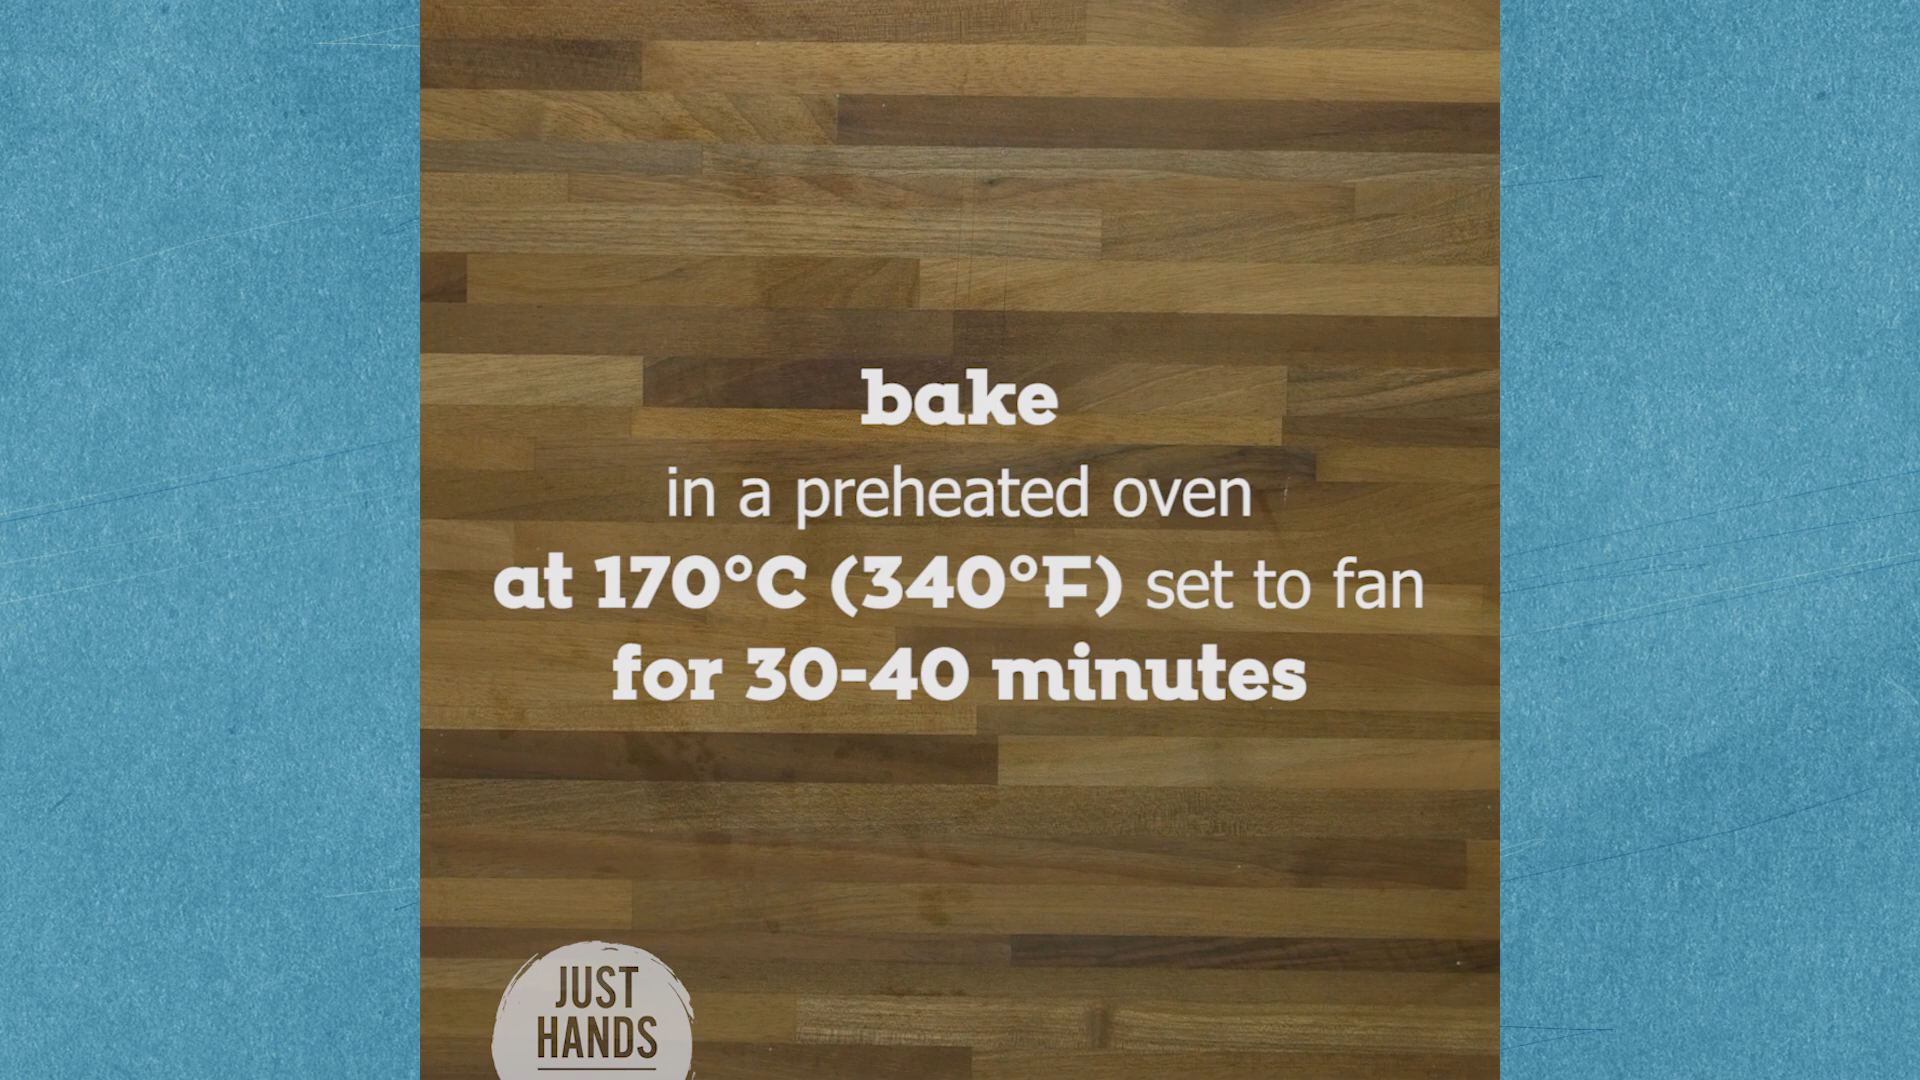 bake
in a preheated oven
at 170°C (340°F) set to fan
for 30-40 minutes
JUST
HANDS